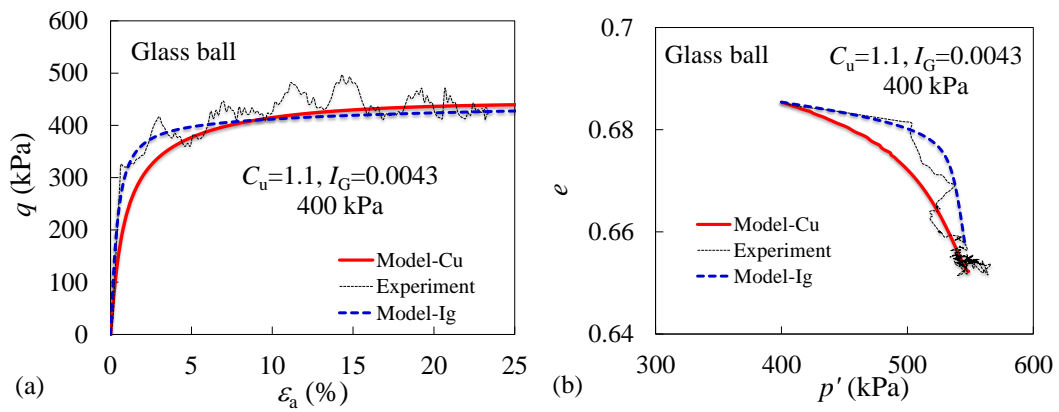 600
500
400
300
200
100
0
q (kPa)
Glass ball
Cu=1.1, IG=0.0043
400 kPa
Model-Cu
Experiment
Model-Ig
0 5 10 15 20 25
(a) εa (%)
0.7
0.68
0.66
0.64
e
Glass ball
Cu=1.1, IG=0.0043
400 kPa
Model-Cu
Experiment
Model-Ig
300 400 500 600
(b) p′ (kPa)